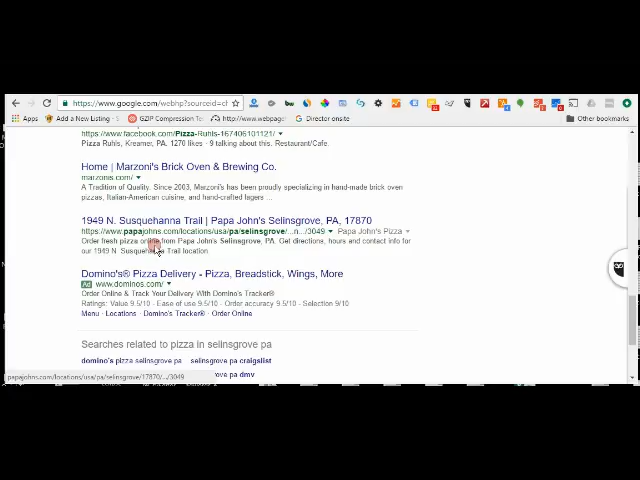 https://www.google.com/webhp?sourceid=ch
Apps Add a New Listing - GZIP Compression Te http://www.webpage Director onsite Other bookmarks
https://www.facebook.com/Pizza-Ruhls-167406101121/
Pizza Ruhls, Kreamer, PA. 1270 likes · 9 talking about this. Restaurant/Cafe.
Home | Marzoni's Brick Oven & Brewing Co.
marzonis.com/
A Tradition of Quality. Since 2003, Marzoni's has been proudly specializing in hand-made brick oven
pizzas, Italian-American cuisine, and hand-crafted lagers ...
1949 N. Susquehanna Trail | Papa John's Selinsgrove, PA, 17870
https://www.papajohns.com/locations/usa/pa/selinsgrove/...n.../3049 Papa John's Pizza
Order fresh pizza online from Papa John's Selinsgrove, PA. Get directions, hours and contact info for
our 1949 N Susquehanna Trail location
Domino's® Pizza Delivery - Pizza, Breadstick, Wings, More
Ad www.dominos.com/
Order Online & Track Your Delivery With Domino's Tracker®
Ratings: Value 9.5/10 - Ease of use 9.5/10 - Order accuracy 9.5/10 - Selection 9/10
Menu · Locations · Domino's Tracker® · Order Online
Searches related to pizza in selinsgrove pa
domino's pizza selinsgrove pa selinsgrove pa craigslist
papajohns.com/locations/usa/pa/selinsgrove/17870/.../3049 ove pa dmv